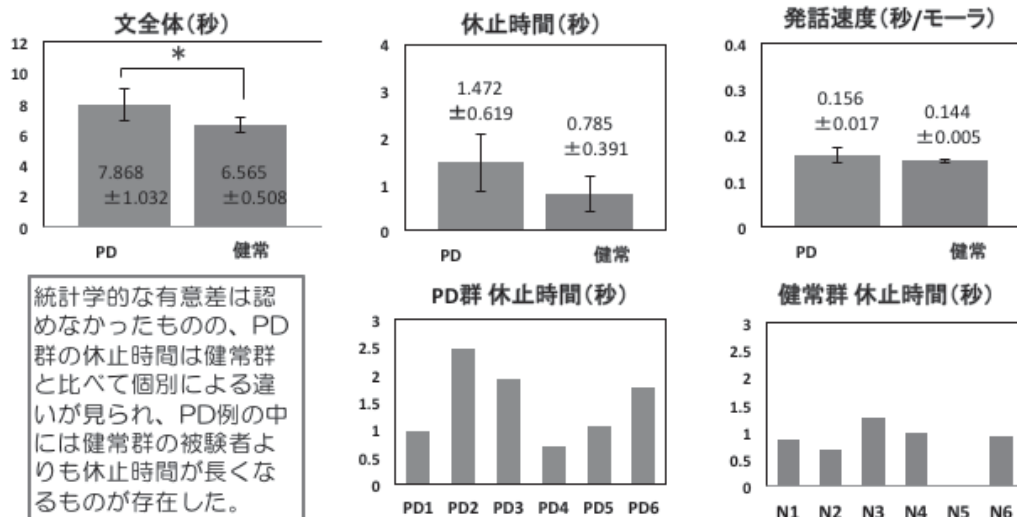 文全体(秒)
12
10
8
6
4
2
0
*
7.868
±1.032
6.565
±0.508
PD
健常
休止時間(秒)
4
3
2
1
0
1.472
±0.619
0.785
±0.391
PD
健常
発話速度(秒/モーラ)
0.4
0.3
0.2
0.1
0
0.156
±0.017
0.144
±0.005
PD
健常
統計学的な有意差は認
めなかったものの、PD
群の休止時間は健常群
と比べて個別による違
いが見られ、PD例の中
には健常群の被験者よ
りも休止時間が長くな
るものが存在した。
PD群 休止時間(秒)
3
2.5
2
1.5
1
0.5
0
PD1 PD2 PD3 PD4 PD5 PD6
健常群 休止時間(秒)
3
2.5
2
1.5
1
0.5
0
N1 N2 N3 N4 N5 N6